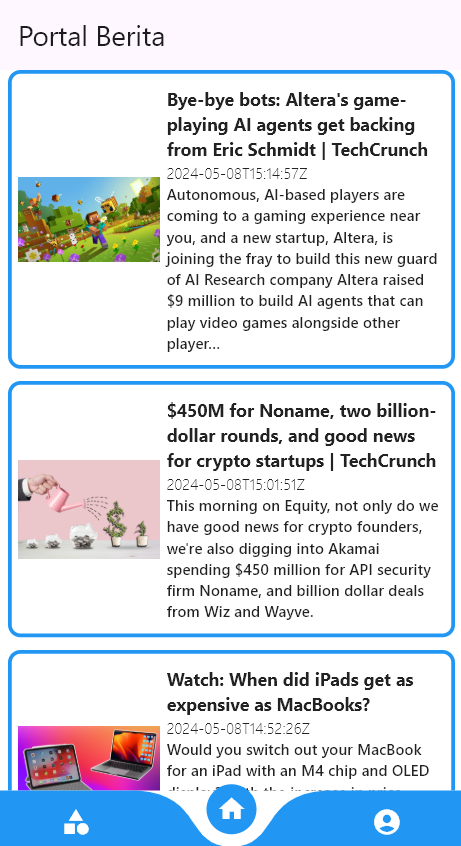 Portal Berita
Bye-bye bots: Altera's game-
playing AI agents get backing
from Eric Schmidt | TechCrunch
2024-05-08T15:14:57Z
Autonomous, AI-based players are
coming to a gaming experience near
you, and a new startup, Altera, is
joining the fray to build this new guard
of AI Research company Altera raised
$9 million to build AI agents that can
play video games alongside other
player...
$450M for Noname, two billion-
dollar rounds, and good news
for crypto startups | TechCrunch
2024-05-08T15:01:51Z
This morning on Equity, not only do we
have good news for crypto founders,
we're also digging into Akamai
spending $450 million for API security
firm Noname, and billion dollar deals
from Wiz and Wayve.
Watch: When did iPads get as
expensive as MacBooks?
2024-05-08T14:52:26Z
Would you switch out your MacBook
for an iPad with an M4 chip and OLED